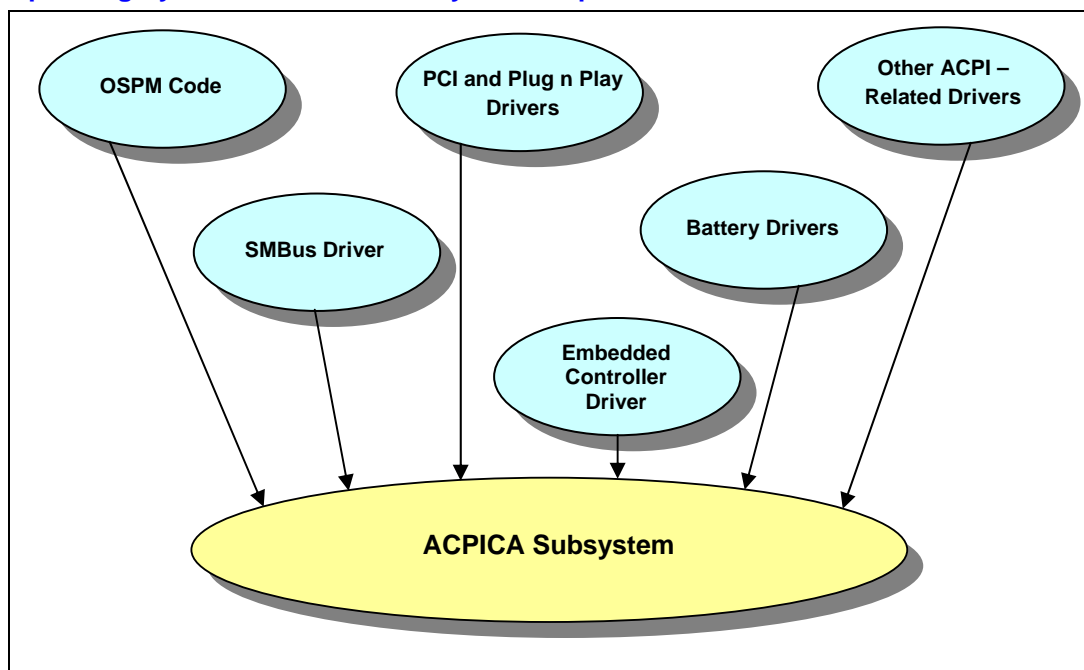 OSPM Code
PCI and Plug n Play
Drivers
Other ACPI –
Related Drivers
SMBus Driver
Battery Drivers
Embedded
Controller
Driver
ACPICA Subsystem